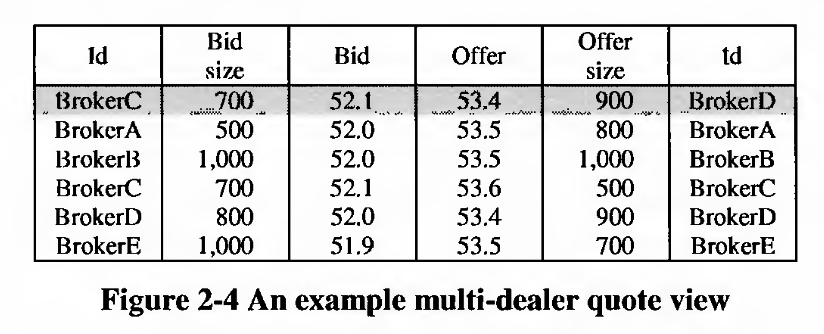 Id Bid size Bid Offer Offer size Id
BrokerC 700 52.1 53.4 900 BrokerD
BrokerA 500 52.0 53.5 800 BrokerA
BrokerB 1,000 52.0 53.5 1,000 BrokerB
BrokerC 700 52.1 53.6 500 BrokerC
BrokerD 800 52.0 53.4 900 BrokerD
BrokerE 1,000 51.9 53.5 700 BrokerE
Figure 2-4 An example multi-dealer quote view